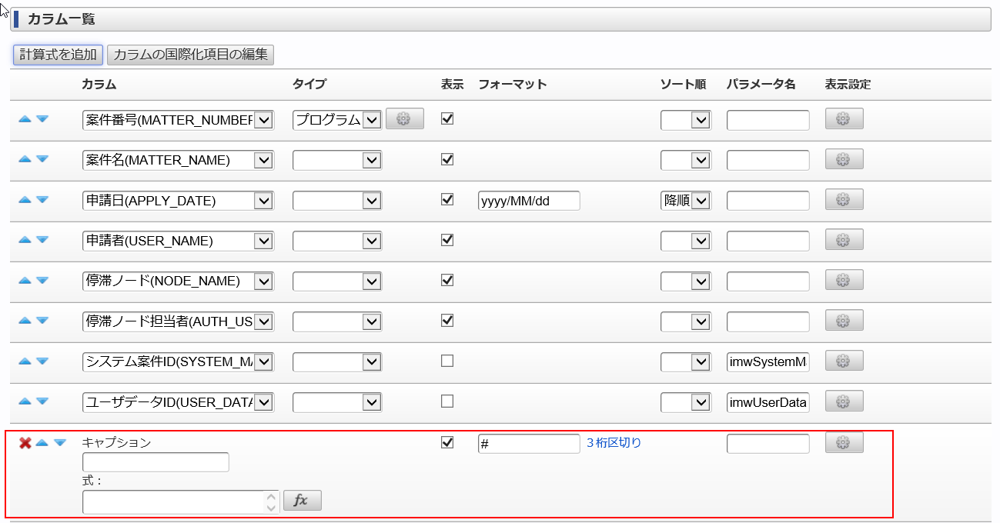 カラム一覧
計算式を追加 カラムの国際化項目の編集
カラム タイプ 表示 フォーマット ソート順 パラメータ名 表示設定
案件番号(MATTER_NUMBER プログラム
案件名(MATTER_NAME)
申請日(APPLY_DATE) yyyy/MM/dd 降順
申請者(USER_NAME)
停滞ノード(NODE_NAME)
停滞ノード担当者(AUTH_US
システム案件ID(SYSTEM_MA imwSystemM
ユーザデータID(USER_DATA imwUserData
キャプション # 3桁区切り
式：
fx